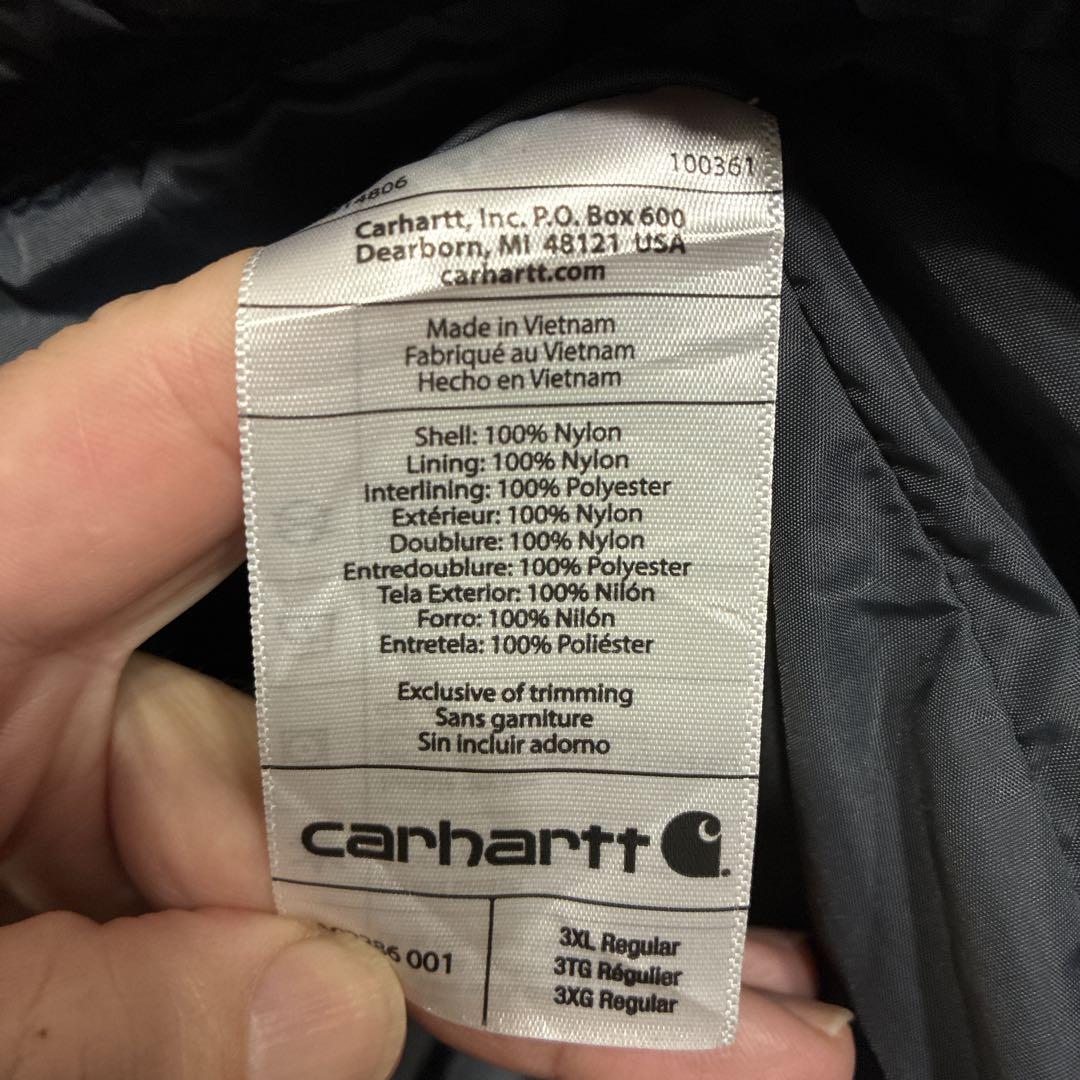 100361
Carhartt, Inc. P.O. Box 600
Dearborn, MI 48121 USA
carhartt.com
Made in Vietnam
Fabriqué au Vietnam
Hecho en Vietnam
Shell: 100% Nylon
Lining: 100% Nylon
Interlining: 100% Polyester
Extérieur: 100% Nylon
Doublure: 100% Nylon
Entredoublure: 100% Polyester
Tela Exterior: 100% Nilón
Forro: 100% Nilón
Entretela: 100% Poliéster
Exclusive of trimming
Sans garniture
Sin incluir adorno
carhartt
001
3XL Regular
3TG Régulier
3XG Regular